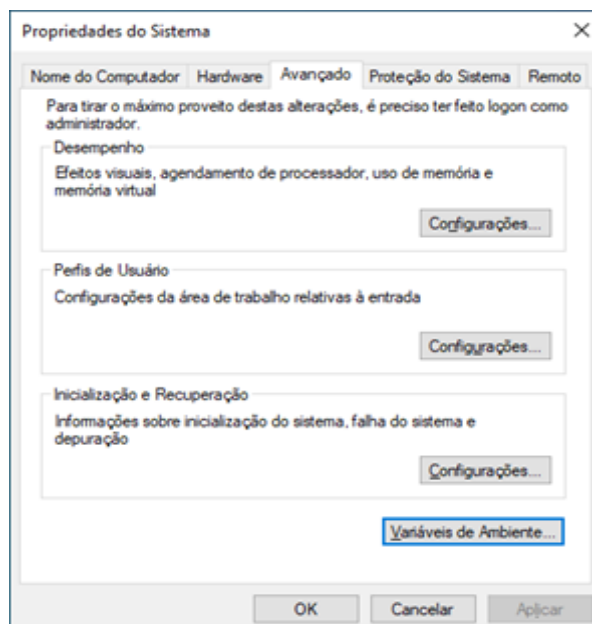 Propriedades do Sistema
Nome do Computador Hardware Avançado Proteção do Sistema Remoto
Para tirar o máximo proveito destas alterações, é preciso ter feito logon como
administrador.
Desempenho
Efeitos visuais, agendamento de processador, uso de memória e
memória virtual
Configurações...
Perfis de Usuário
Configurações da área de trabalho relativas à entrada
Configurações...
Inicialização e Recuperação
Informações sobre inicialização do sistema, falha do sistema e
depuração
Configurações...
Variáveis de Ambiente...
OK Cancelar Aplicar